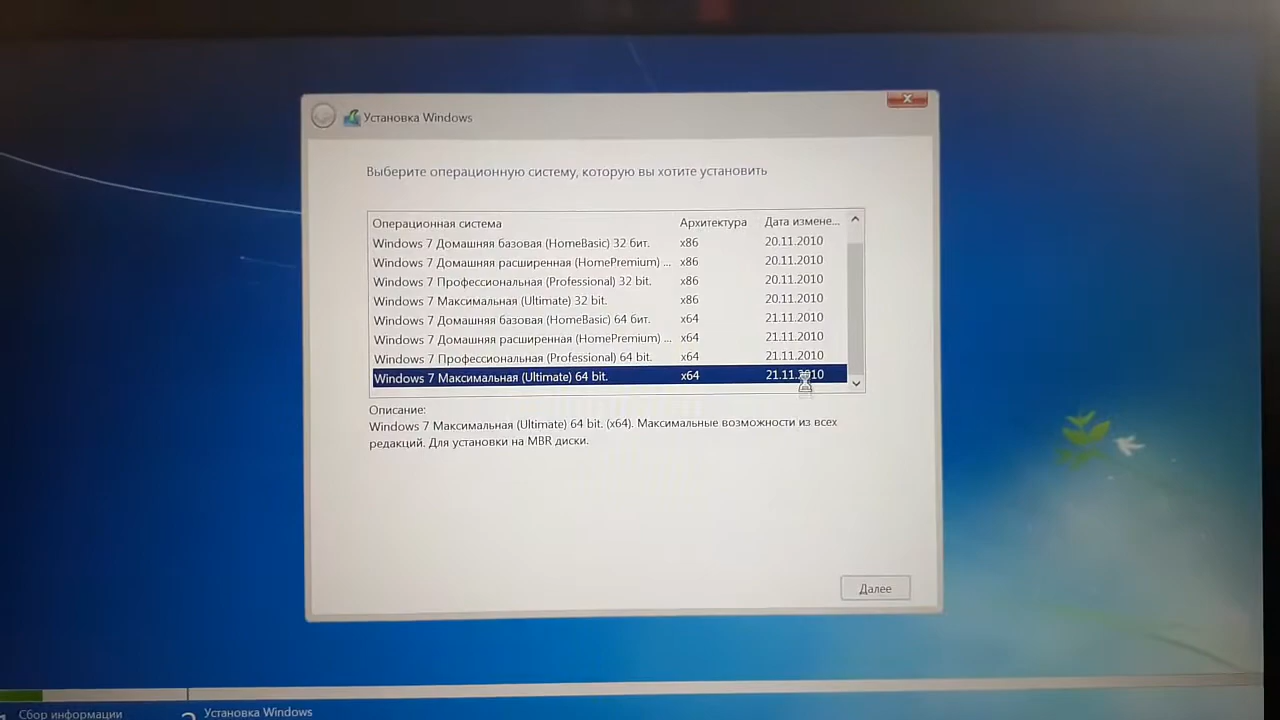 Установка Windows
Выберите операционную систему, которую вы хотите установить
Операционная система Архитектура Дата измене...
Windows 7 Домашняя базовая (HomeBasic) 32 бит. x86 20.11.2010
Windows 7 Домашняя расширенная (HomePremium) ... x86 20.11.2010
Windows 7 Профессиональная (Professional) 32 bit. x86 20.11.2010
Windows 7 Максимальная (Ultimate) 32 bit. x86 20.11.2010
Windows 7 Домашняя базовая (HomeBasic) 64 бит. x64 21.11.2010
Windows 7 Домашняя расширенная (HomePremium) ... x64 21.11.2010
Windows 7 Профессиональная (Professional) 64 bit. x64 21.11.2010
Windows 7 Максимальная (Ultimate) 64 bit. x64 21.11.2010
Описание:
Windows 7 Максимальная (Ultimate) 64 bit. (x64). Максимальные возможности из всех
редакций. Для установки на MBR диски.
Далее
1 Сбор информации 2 Установка Windows